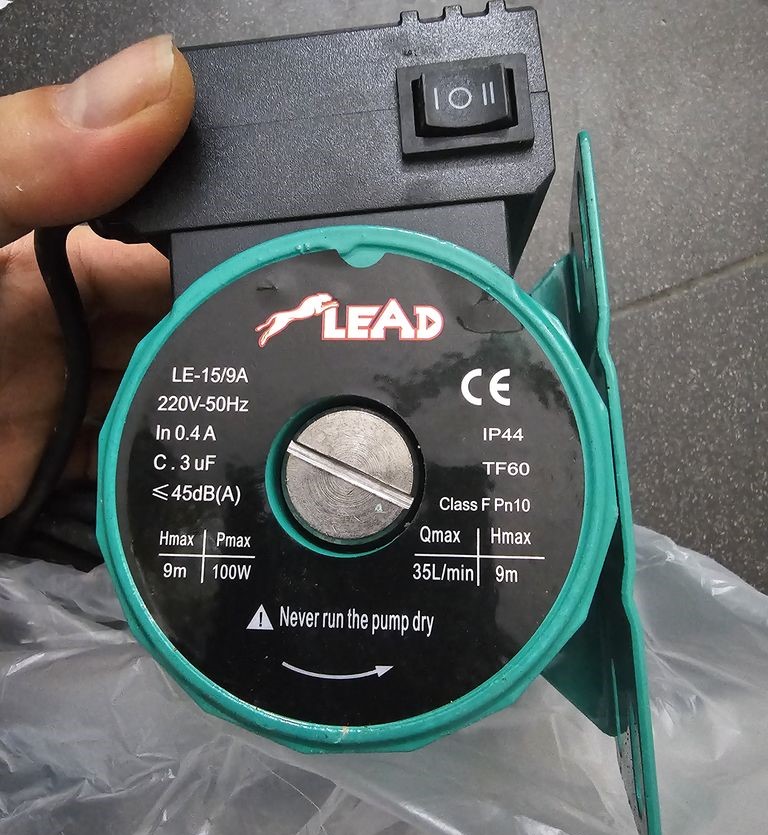 I O II
LEAD
LE-15/9A
220V-50Hz
In 0.4 A
C . 3 uF
≤ 45dB(A)
Hmax Pmax
9m 100W
CE
IP44
TF60
Class F Pn10
Qmax Hmax
35L/min 9m
Never run the pump dry